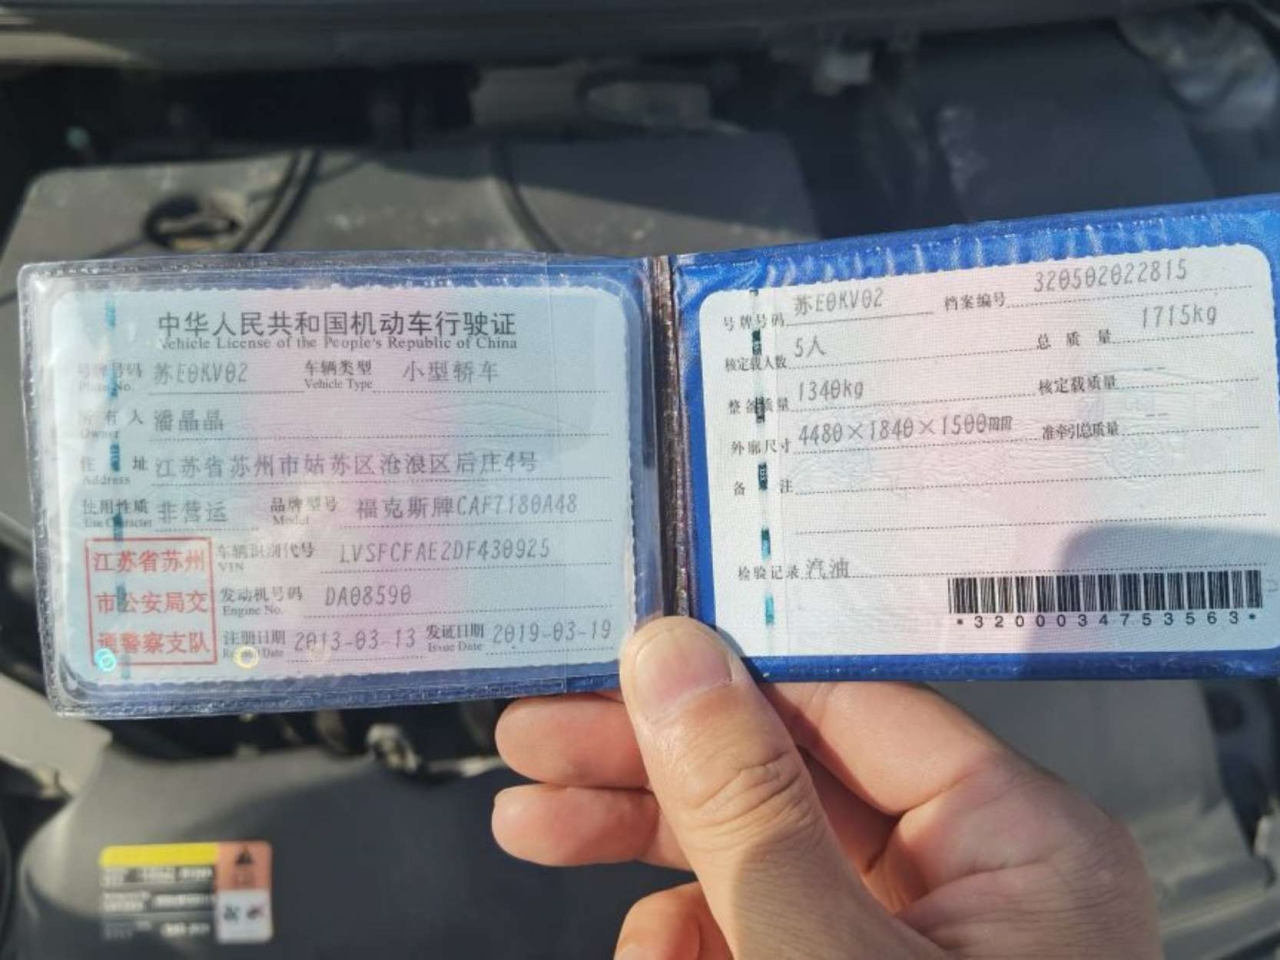 中华人民共和国机动车行驶证
Vehicle License of the People's Republic of China
号牌号码 苏E0KV02 车辆类型 小型轿车
Plate No. Vehicle Type
所有人 潘晶晶
Owner
住址 江苏省苏州市姑苏区沧浪区后庄4号
Address
使用性质 非营运 品牌型号 福克斯牌CAF7180A48
Use Character Model
江苏省苏州
市公安局交
通警察支队
车辆识别代号 LVSFCFAE2DF430925
VIN
发动机号码 DA08590
Engine No.
注册日期 2013-03-13 发证日期 2019-03-19
Register Date Issue Date
号牌号码 苏E0KV02 档案编号 320502022815
核定载人数 5人 总质量 1715kg
整备质量 1340kg 核定载质量 --
外廓尺寸 4480×1840×1500mm 准牵引总质量 --
备注
检验记录 汽油
*3200034753563*